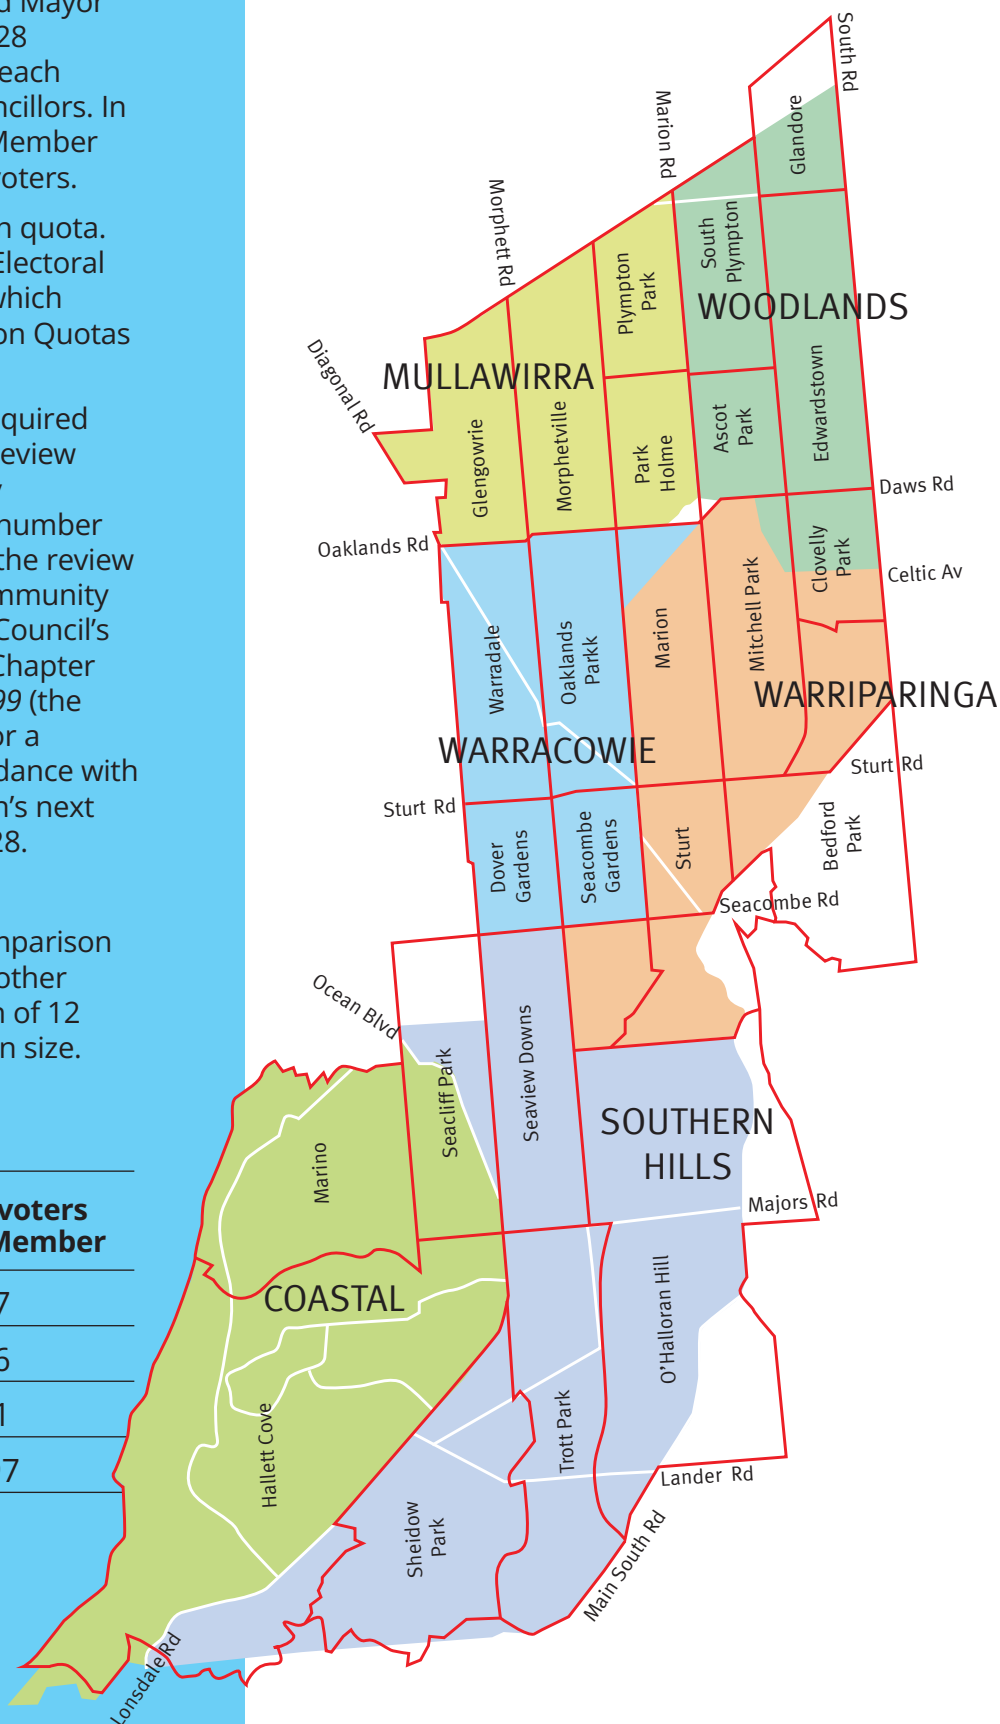 d Mayor
28
each
ncillors. In
Member
voters.
n quota.
Electoral
which
on Quotas
quired
eview
number
the review
mmunity
Council's
Chapter
99 (the
or a
dance with
n's next
28.
mparison
other
n of 12
n size.
voters
Member
7
6
1
97
South Rd
Marion Rd
Morphett Rd
Diagonal Rd
Glandore
South
Plympton
Plympton
Park
WOODLANDS
MULLAWIRRA
Glengowrie
Morphetville
Park
Holme
Ascot
Park
Edwardstown
Daws Rd
Oaklands Rd
Clovelly
Park
Celtic Av
Warradale
Oaklands
Parkk
Marion
Mitchell Park
WARRIPARINGA
WARRACOWIE
Sturt Rd
Sturt Rd
Dover
Gardens
Seacombe
Gardens
Sturt
Bedford
Park
Seacombe Rd
Ocean Blvd
Seacliff Park
Seaview Downs
SOUTHERN
HILLS
Marino
Majors Rd
COASTAL
O'Halloran Hill
Hallett Cove
Trott Park
Lander Rd
Sheidow
Park
Main South Rd
Lonsdale Rd